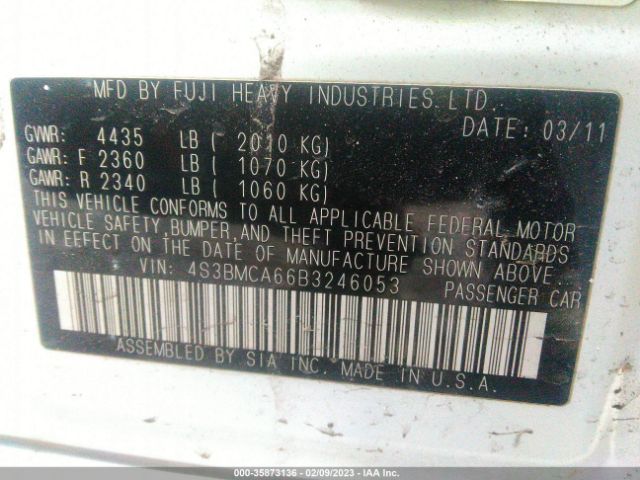 MFD BY FUJI HEAVY INDUSTRIES LTD.
DATE: 03/11
GVWR: 4435 LB ( 2010 KG)
GAWR: F 2360 LB ( 1070 KG)
GAWR: R 2340 LB ( 1060 KG)
THIS VEHICLE CONFORMS TO ALL APPLICABLE FEDERAL MOTOR
VEHICLE SAFETY, BUMPER, AND THEFT PREVENTION STANDARDS
IN EFFECT ON THE DATE OF MANUFACTURE SHOWN ABOVE.
VIN: 4S3BMCA66B3246053 PASSENGER CAR
ASSEMBLED BY SIA INC. MADE IN U.S.A.
000-35873136 - 02/09/2023 - IAA Inc.